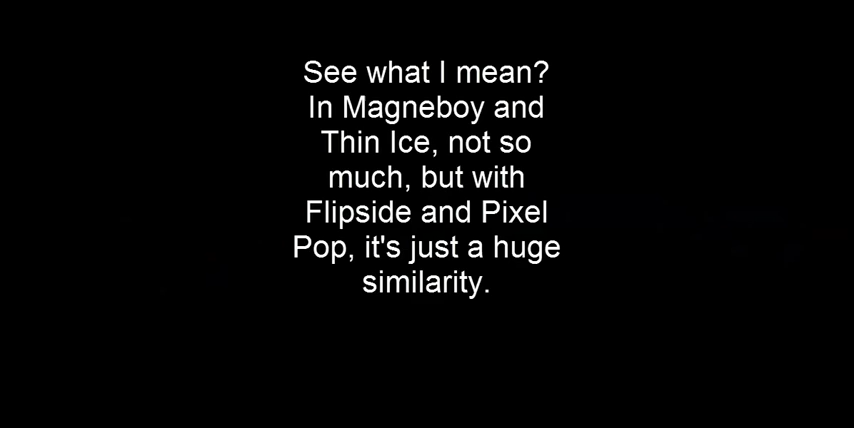 See what I mean?
In Magneboy and
Thin Ice, not so
much, but with
Flipside and Pixel
Pop, it's just a huge
similarity.